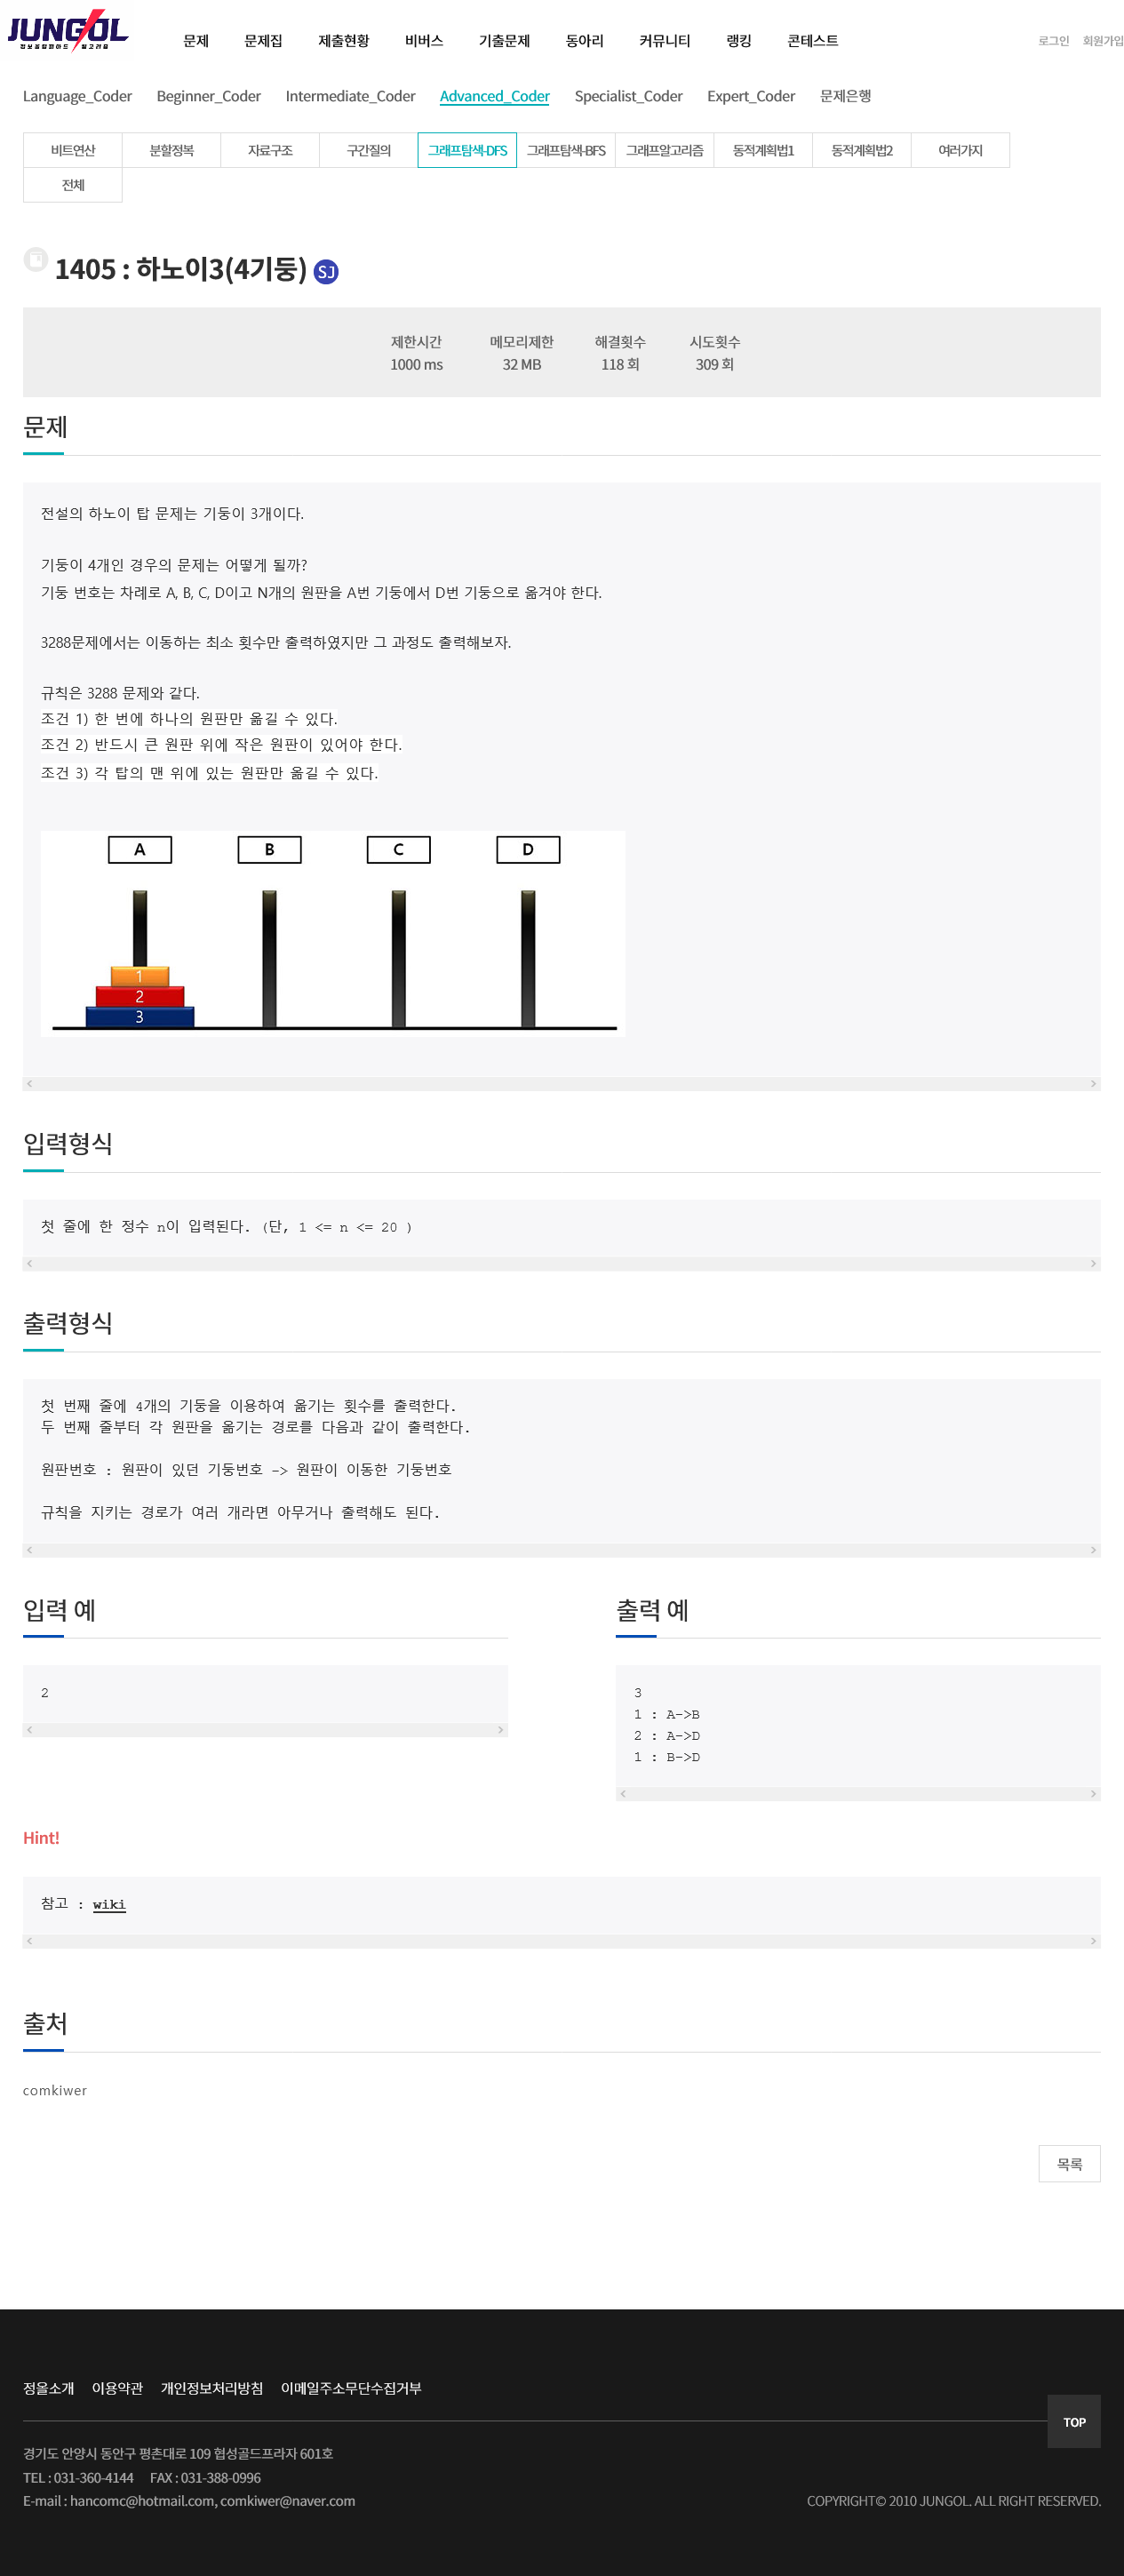 JUNGOL
정보올림피아드 알고리즘
문제 문제집 제출현황 비버스 기출문제 동아리 커뮤니티 랭킹 콘테스트 로그인 회원가입
Language_Coder Beginner_Coder Intermediate_Coder Advanced_Coder Specialist_Coder Expert_Coder 문제은행
비트연산 분할정복 자료구조 구간질의 그래프탐색-DFS 그래프탐색-BFS 그래프알고리즘 동적계획법1 동적계획법2 여러가지
전체
1405 : 하노이3(4기둥) SJ
제한시간 메모리제한 해결횟수 시도횟수
1000 ms 32 MB 118 회 309 회
문제
전설의 하노이 탑 문제는 기둥이 3개이다.
기둥이 4개인 경우의 문제는 어떻게 될까?
기둥 번호는 차례로 A, B, C, D이고 N개의 원판을 A번 기둥에서 D번 기둥으로 옮겨야 한다.
3288문제에서는 이동하는 최소 횟수만 출력하였지만 그 과정도 출력해보자.
규칙은 3288 문제와 같다.
조건 1) 한 번에 하나의 원판만 옮길 수 있다.
조건 2) 반드시 큰 원판 위에 작은 원판이 있어야 한다.
조건 3) 각 탑의 맨 위에 있는 원판만 옮길 수 있다.
A B C D
1
2
3
입력형식
첫 줄에 한 정수 n이 입력된다. (단, 1 <= n <= 20 )
출력형식
첫 번째 줄에 4개의 기둥을 이용하여 옮기는 횟수를 출력한다.
두 번째 줄부터 각 원판을 옮기는 경로를 다음과 같이 출력한다.
원판번호 : 원판이 있던 기둥번호 -> 원판이 이동한 기둥번호
규칙을 지키는 경로가 여러 개라면 아무거나 출력해도 된다.
입력 예
2
출력 예
3
1 : A->B
2 : A->D
1 : B->D
Hint!
참고 : wiki
출처
comkiwer
목록
정올소개 이용약관 개인정보처리방침 이메일주소무단수집거부
TOP
경기도 안양시 동안구 평촌대로 109 협성골드프라자 601호
TEL : 031-360-4144 FAX : 031-388-0996
E-mail : hancomc@hotmail.com, comkiwer@naver.com
COPYRIGHT© 2010 JUNGOL. ALL RIGHT RESERVED.